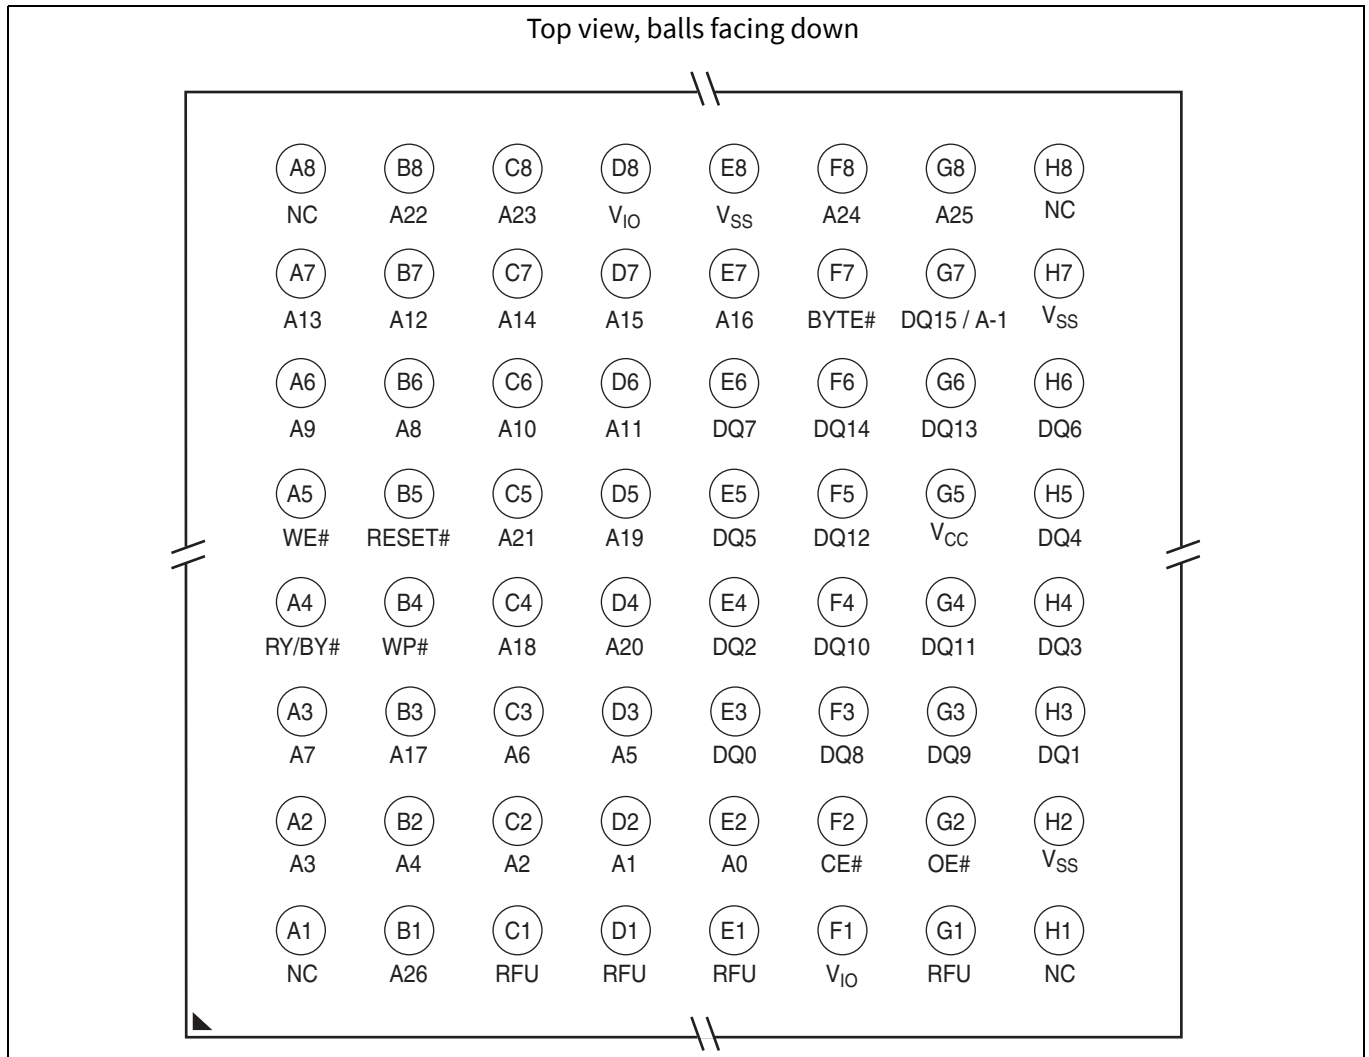 Top view, balls facing down
A8 B8 C8 D8 E8 F8 G8 H8
NC A22 A23 VIO VSS A24 A25 NC
A7 B7 C7 D7 E7 F7 G7 H7
A13 A12 A14 A15 A16 BYTE# DQ15 / A-1 VSS
A6 B6 C6 D6 E6 F6 G6 H6
A9 A8 A10 A11 DQ7 DQ14 DQ13 DQ6
A5 B5 C5 D5 E5 F5 G5 H5
WE# RESET# A21 A19 DQ5 DQ12 VCC DQ4
A4 B4 C4 D4 E4 F4 G4 H4
RY/BY# WP# A18 A20 DQ2 DQ10 DQ11 DQ3
A3 B3 C3 D3 E3 F3 G3 H3
A7 A17 A6 A5 DQ0 DQ8 DQ9 DQ1
A2 B2 C2 D2 E2 F2 G2 H2
A3 A4 A2 A1 A0 CE# OE# VSS
A1 B1 C1 D1 E1 F1 G1 H1
NC A26 RFU RFU RFU VIO RFU NC